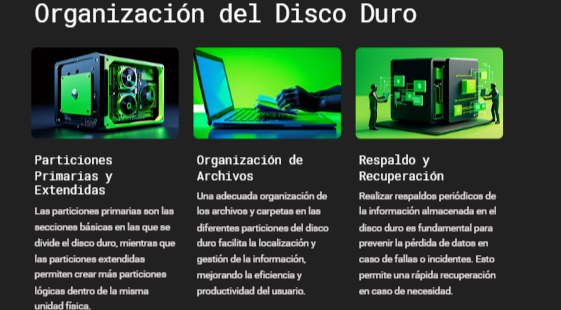 Organización del Disco Duro
Particiones
Primarias y
Extendidas
Las particiones primarias son las
secciones básicas en las que se
divide el disco duro, mientras que
las particiones extendidas
permiten crear más particiones
lógicas dentro de la misma
unidad física.
Organización de
Archivos
Una adecuada organización de
los archivos y carpetas en las
diferentes particiones del disco
duro facilita la localización y
gestión de la información,
mejorando la eficiencia y
productividad del usuario.
Respaldo y
Recuperación
Realizar respaldos periódicos de
la información almacenada en el
disco duro es fundamental para
prevenir la pérdida de datos en
caso de fallas o incidentes. Esto
permite una rápida recuperación
en caso de necesidad.